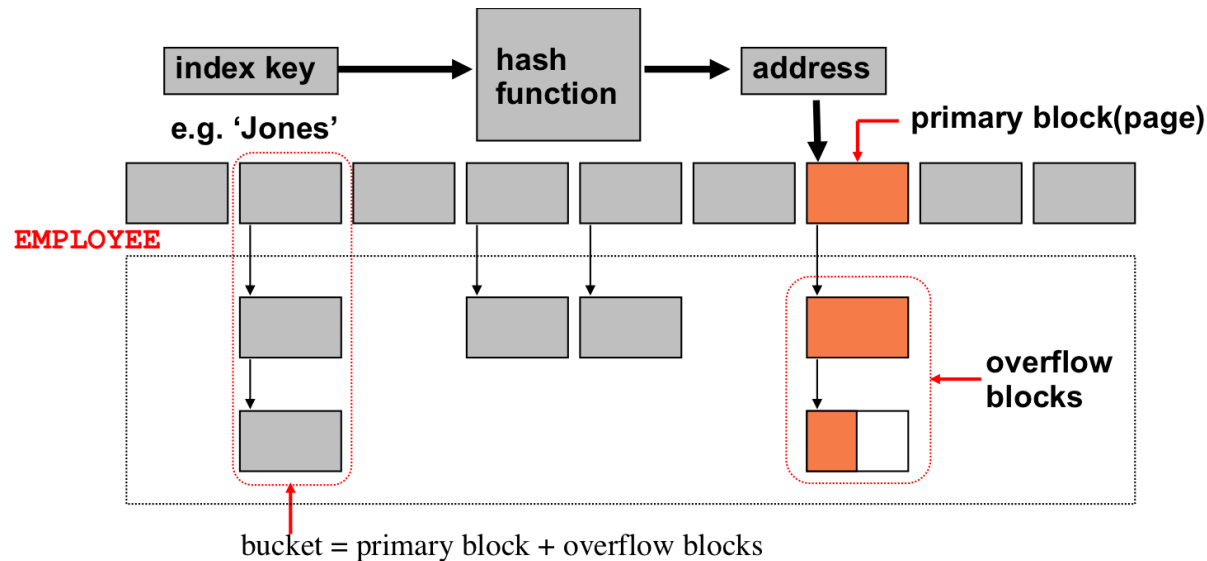 index key
hash
function
address
e.g. ‘Jones’
primary block(page)
EMPLOYEE
overflow
blocks
bucket = primary block + overflow blocks